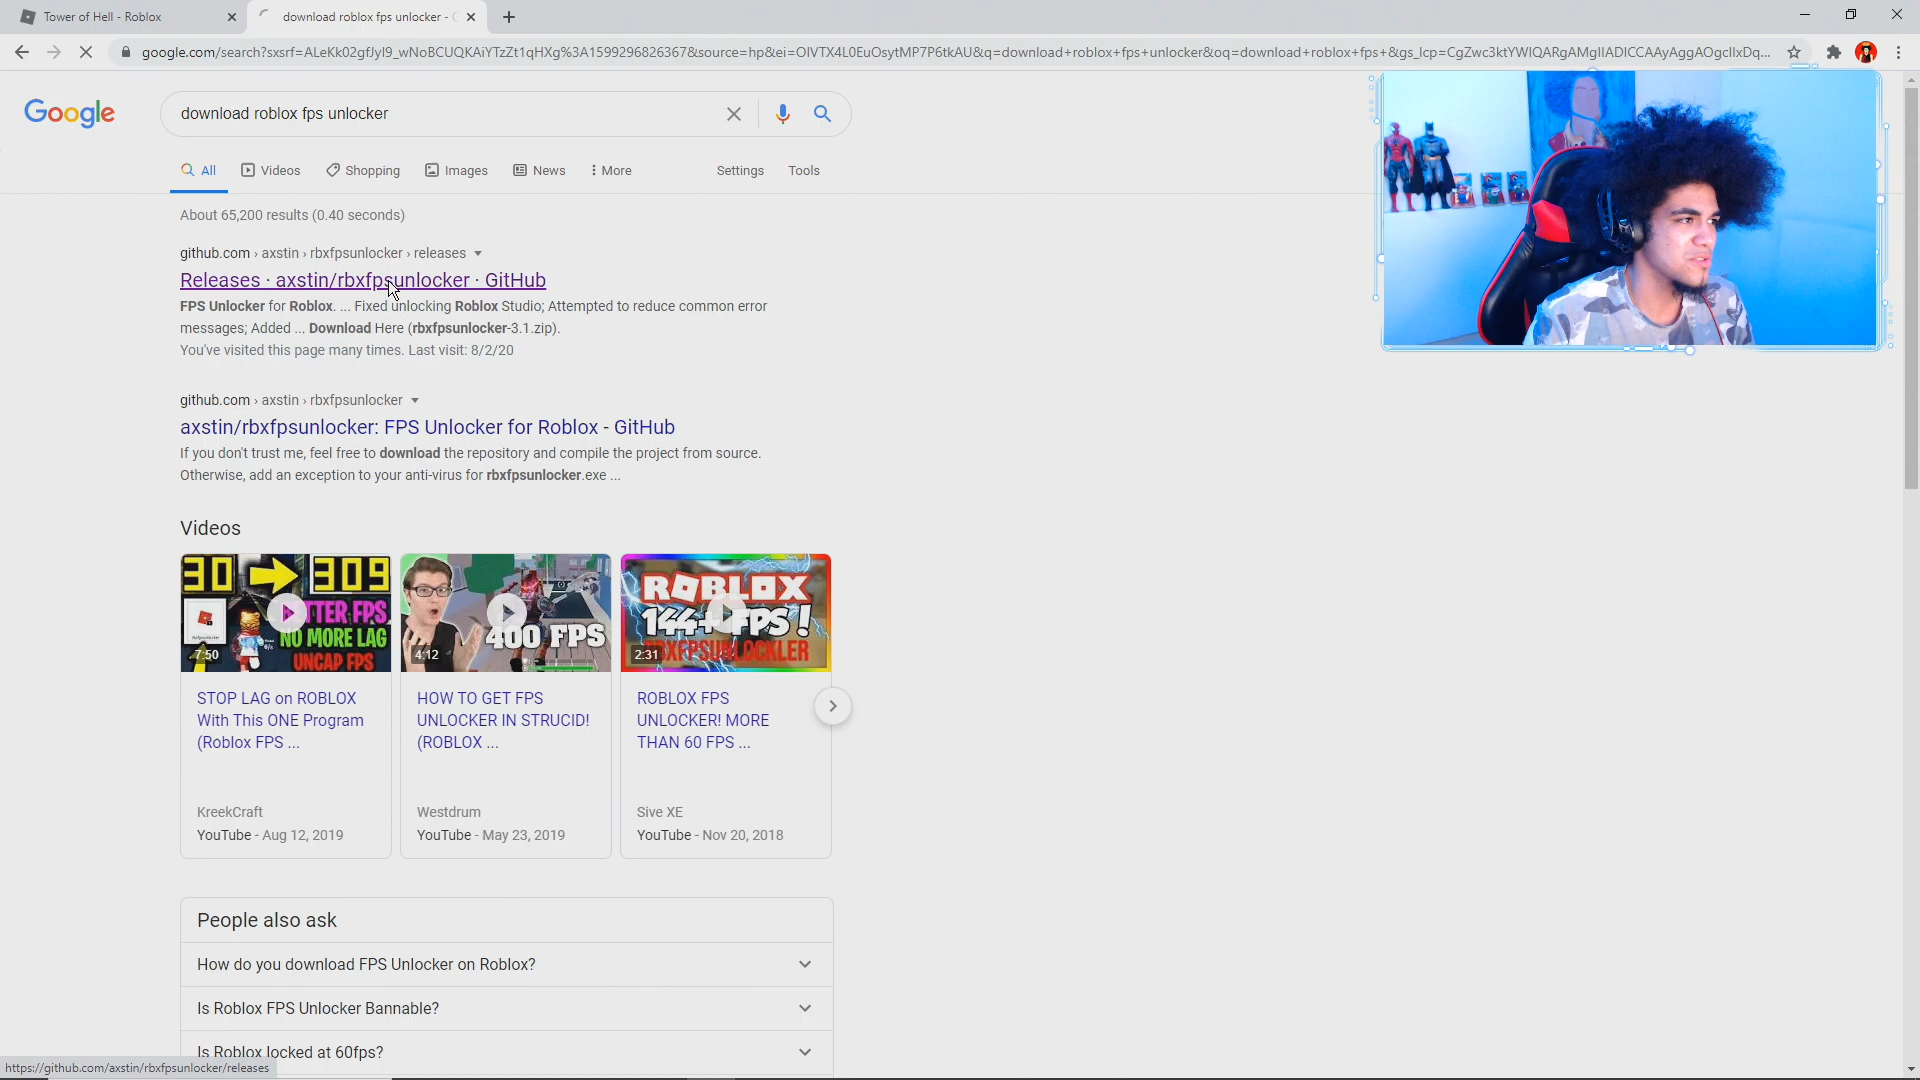 Tower of Hell - Roblox
download roblox fps unlocker - G
google.com/search?sxsrf=ALeKk02gfJyI9_wNoBCUQKAiYTzZt1qHXg%3A1599296826367&source=hp&ei=OIVTX4L0EuOsytMP7P6tkAU&q=download+roblox+fps+unlocker&oq=download+roblox+fps+&gs_lcp=CgZwc3ktYWIQARgAMgIIADICCAAyAggAOgcIIxDq...
Google
download roblox fps unlocker
All Videos Shopping Images News More Settings Tools
About 65,200 results (0.40 seconds)
github.com › axstin › rbxfpsunlocker › releases
Releases · axstin/rbxfpsunlocker · GitHub
FPS Unlocker for Roblox. ... Fixed unlocking Roblox Studio; Attempted to reduce common error
messages; Added ... Download Here (rbxfpsunlocker-3.1.zip).
You've visited this page many times. Last visit: 8/2/20
github.com › axstin › rbxfpsunlocker
axstin/rbxfpsunlocker: FPS Unlocker for Roblox - GitHub
If you don't trust me, feel free to download the repository and compile the project from source.
Otherwise, add an exception to your anti-virus for rbxfpsunlocker.exe ...
Videos
30 309
TTER FPS
NO MORE LAG
UNCAP FPS
7:50
400 FPS
4:12
ROBLOX
144+ FPS!
RBXFPSUNLOCKLER
2:31
STOP LAG on ROBLOX
With This ONE Program
(Roblox FPS ...
KreekCraft
YouTube - Aug 12, 2019
HOW TO GET FPS
UNLOCKER IN STRUCID!
(ROBLOX ...
Westdrum
YouTube - May 23, 2019
ROBLOX FPS
UNLOCKER! MORE
THAN 60 FPS ...
Sive XE
YouTube - Nov 20, 2018
People also ask
How do you download FPS Unlocker on Roblox?
Is Roblox FPS Unlocker Bannable?
Is Roblox locked at 60fps?
https://github.com/axstin/rbxfpsunlocker/releases